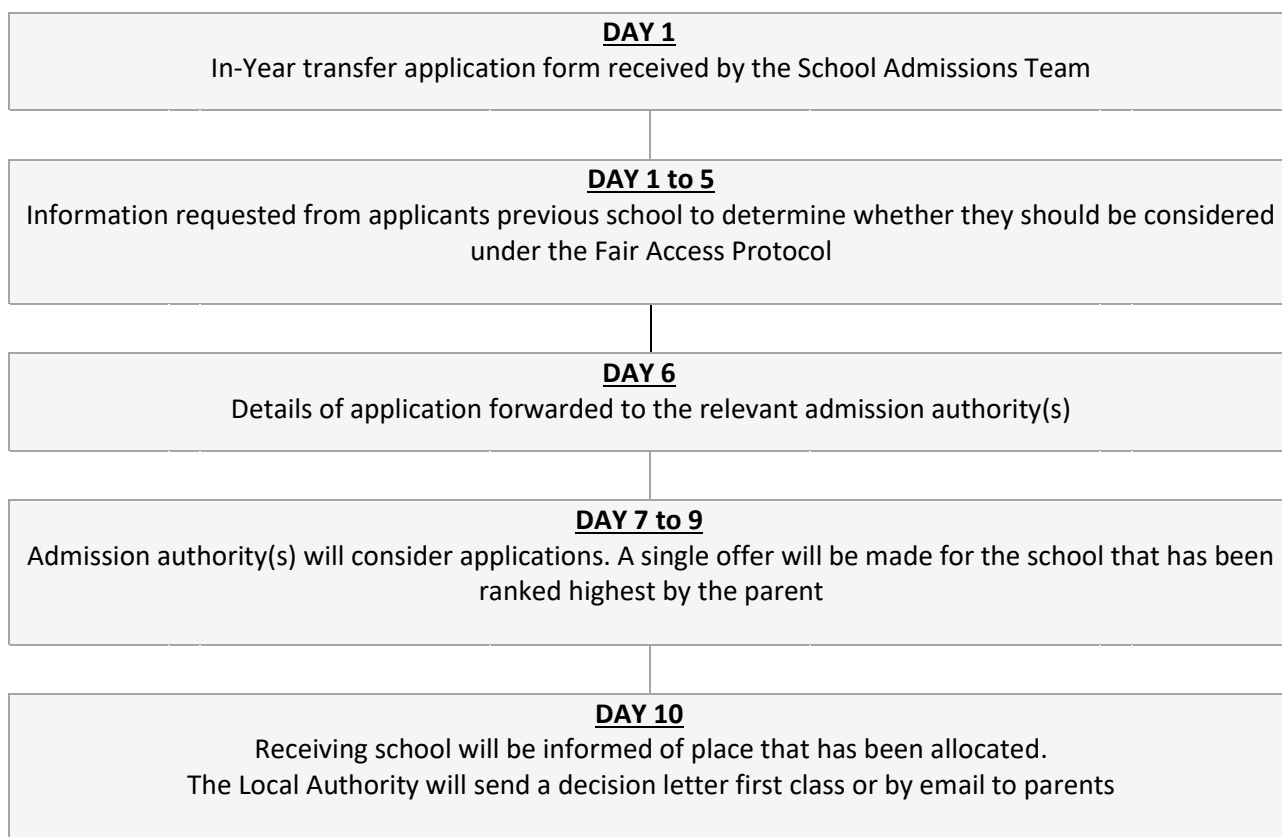 DAY 1
In-Year transfer application form received by the School Admissions Team
DAY 1 to 5
Information requested from applicants previous school to determine whether they should be considered
under the Fair Access Protocol
DAY 6
Details of application forwarded to the relevant admission authority(s)
DAY 7 to 9
Admission authority(s) will consider applications. A single offer will be made for the school that has been
ranked highest by the parent
DAY 10
Receiving school will be informed of place that has been allocated.
The Local Authority will send a decision letter first class or by email to parents